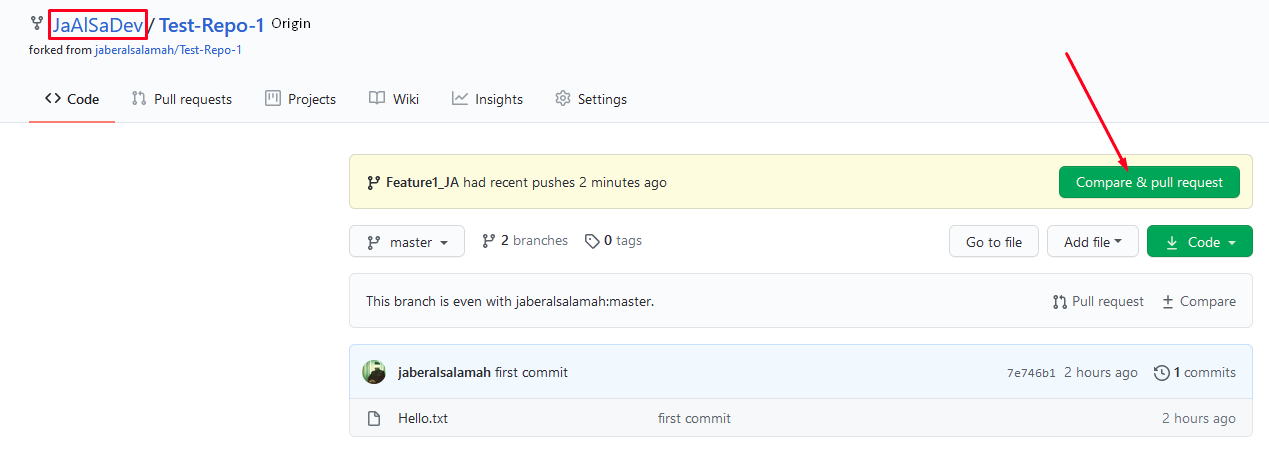 JaAlSaDev / Test-Repo-1 Origin
forked from jaberalsalamah/Test-Repo-1
Code Pull requests Projects Wiki Insights Settings
Feature1_JA had recent pushes 2 minutes ago Compare & pull request
master 2 branches 0 tags Go to file Add file Code
This branch is even with jaberalsalamah:master. Pull request Compare
jaberalsalamah first commit 7e746b1 2 hours ago 1 commits
Hello.txt first commit 2 hours ago